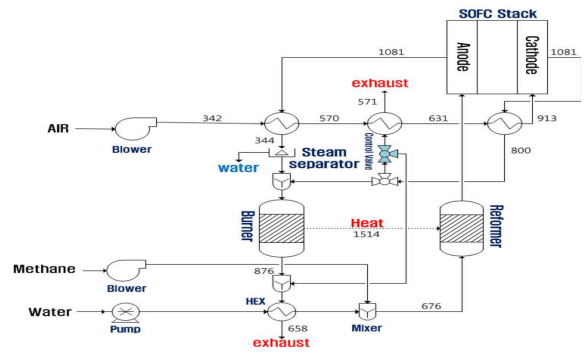 SOFC Stack
Anode
Cathode
1081
1081
exhaust
571
AIR
Blower
342
570
631
913
344
800
Control Valve
Steam
separator
water
Burner
Heat
1514
Reformer
Methane
Blower
876
HEX
Water
Pump
Mixer
676
658
exhaust